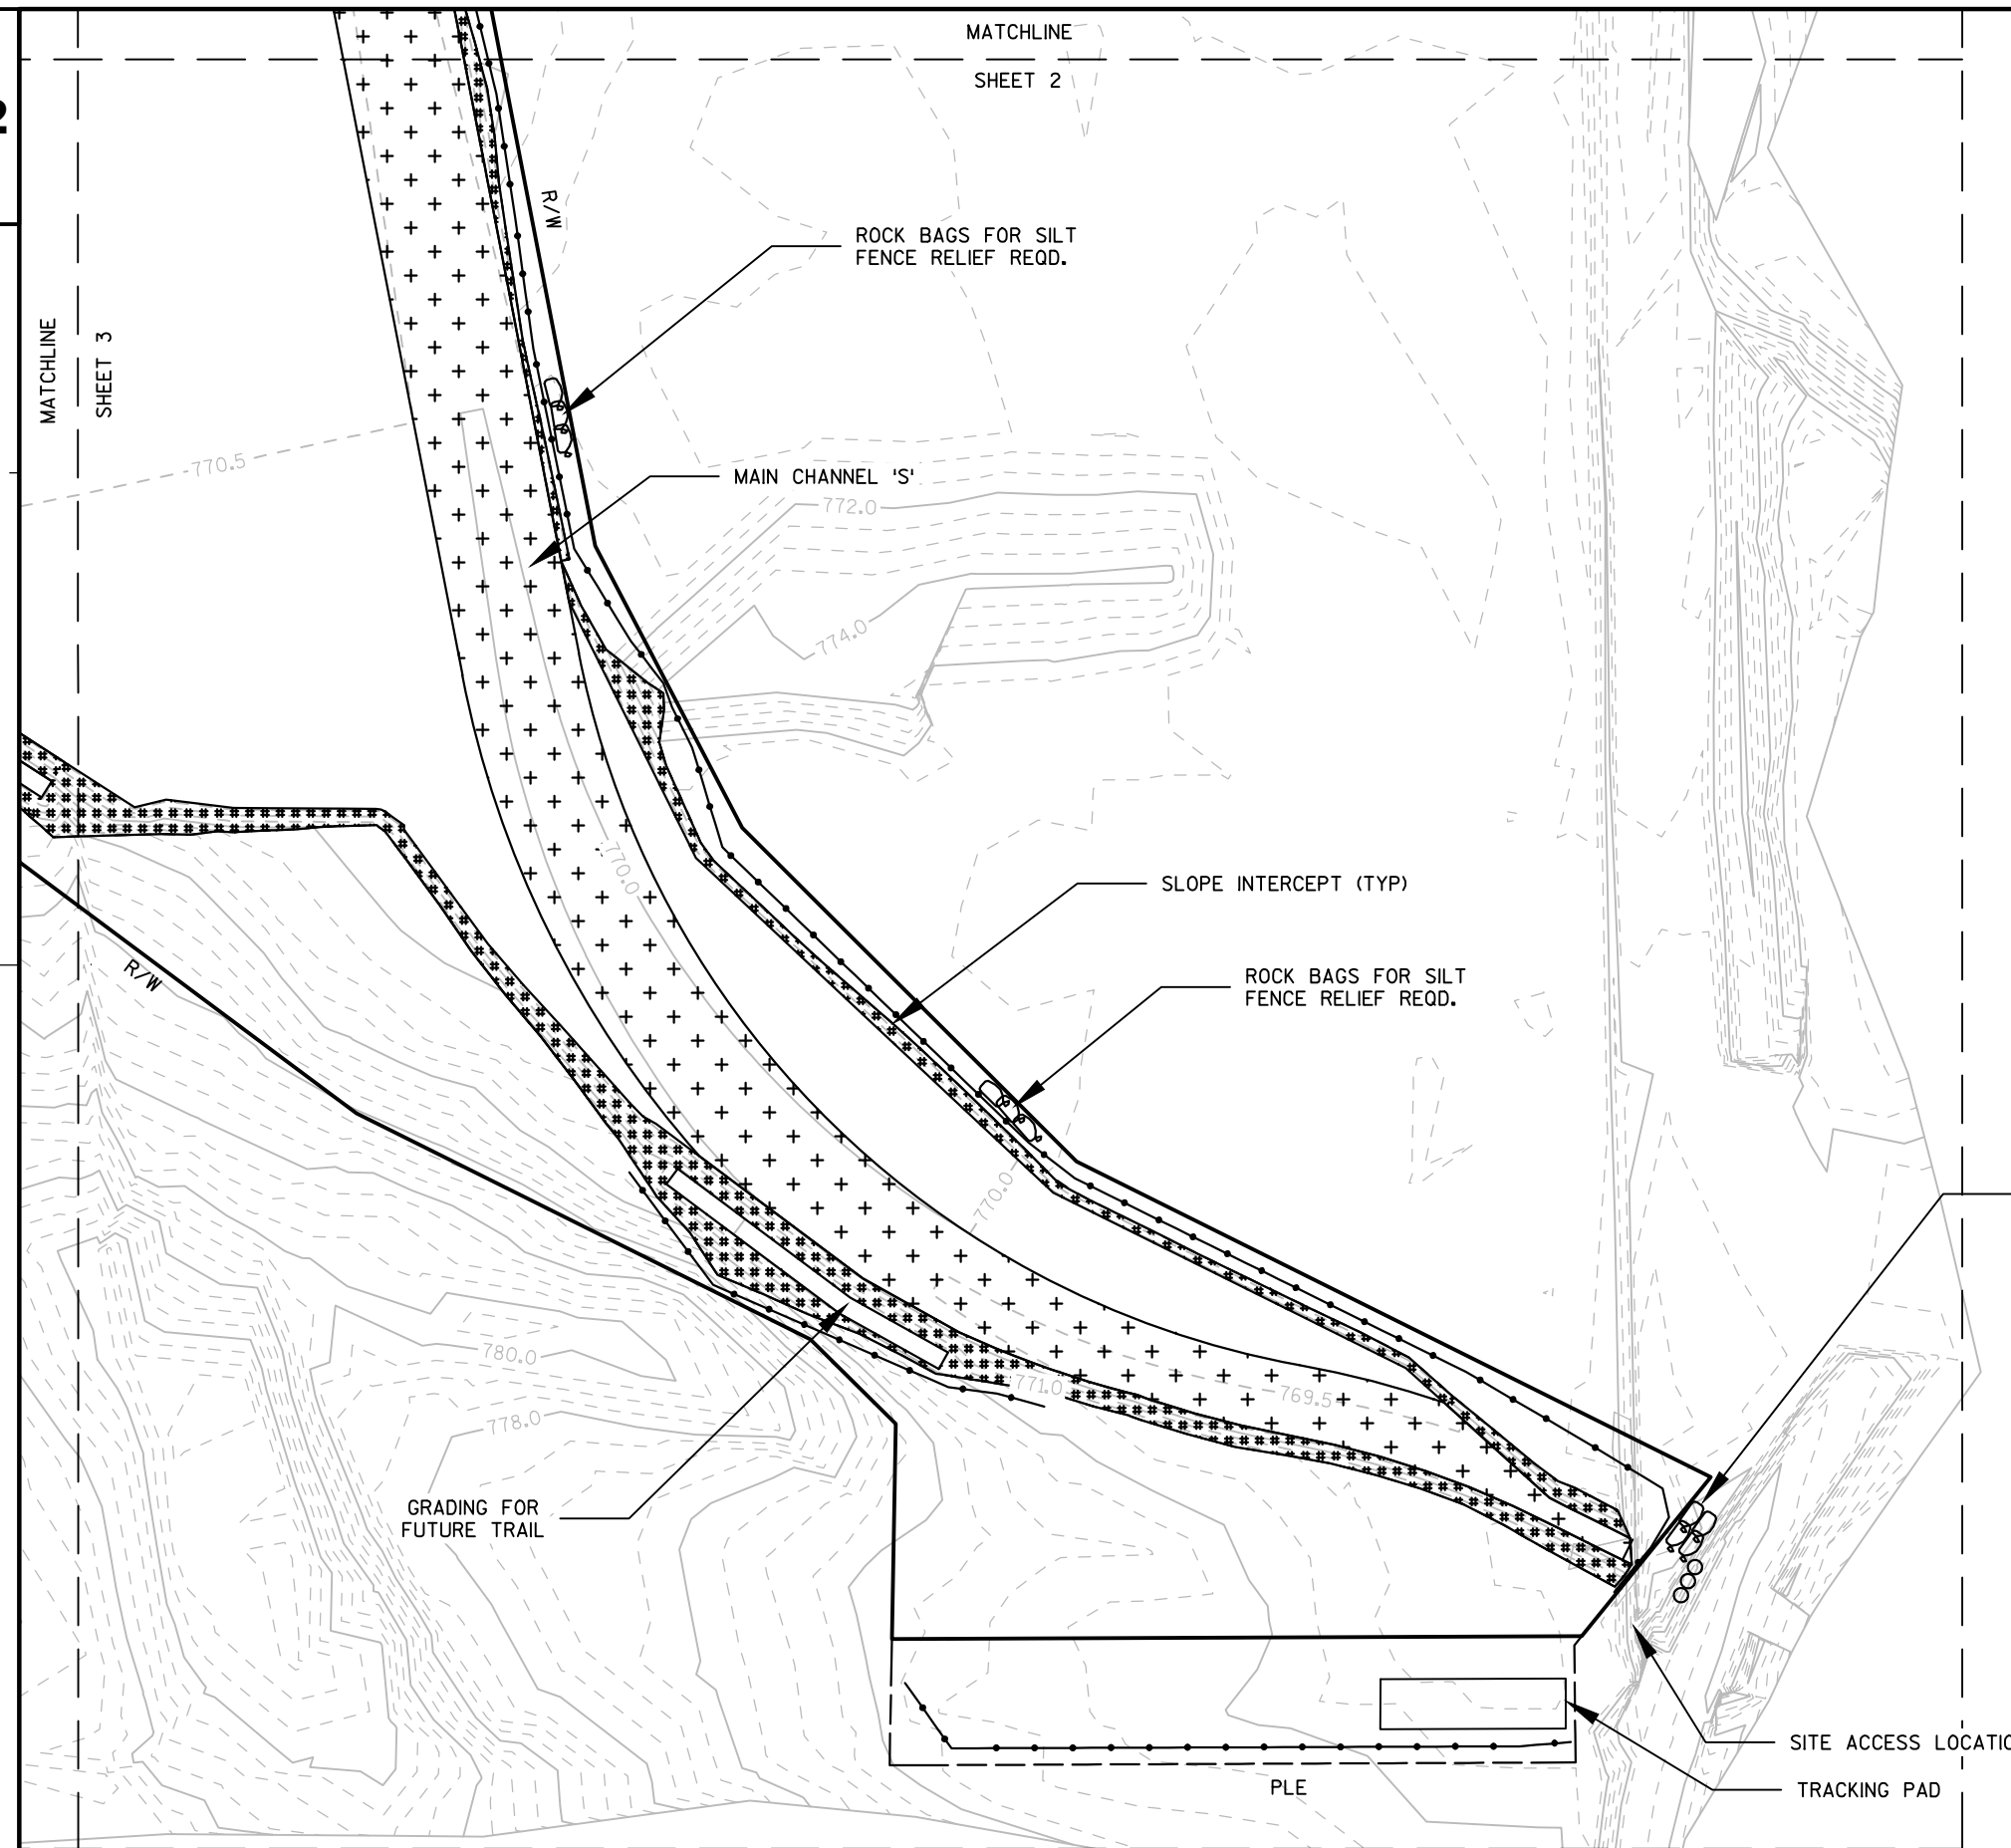 MATCHLINE
SHEET 2
2
R/W
ROCK BAGS FOR SILT
FENCE RELIEF REQD.
MATCHLINE
SHEET 3
770.5
MAIN CHANNEL 'S'
772.0
774.0
770.0
SLOPE INTERCEPT (TYP)
R/W
ROCK BAGS FOR SILT
FENCE RELIEF REQD.
770.0
780.0
771.0
769.5
778.0
GRADING FOR
FUTURE TRAIL
SITE ACCESS
TRACKING PAD
PLE